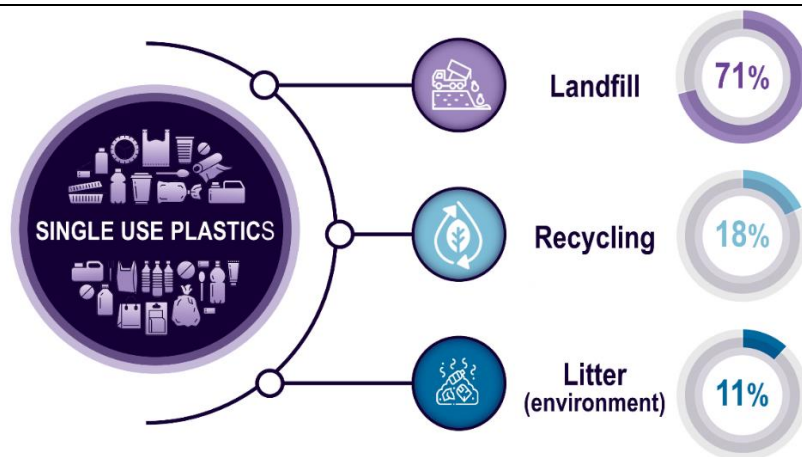 SINGLE USE PLASTICS
Landfill
71%
Recycling
18%
Litter
(environment)
11%